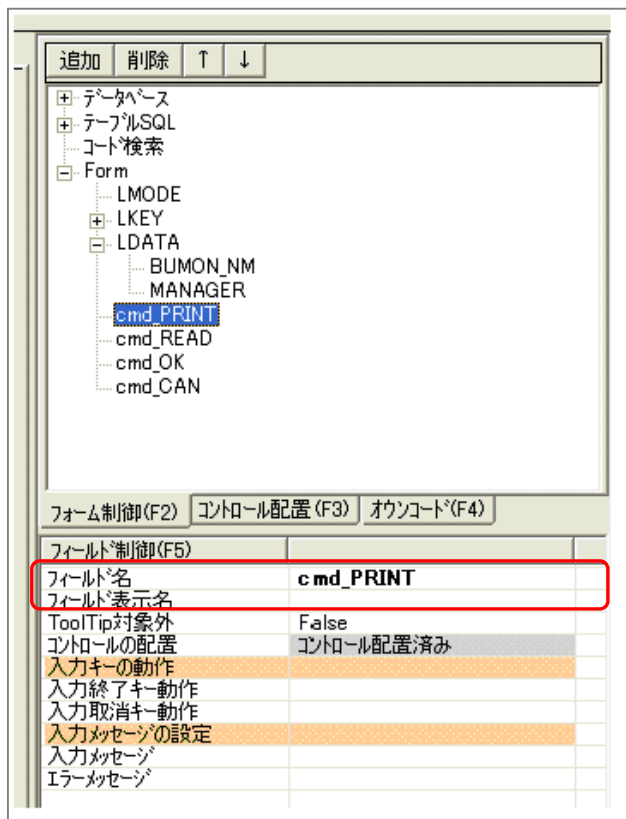 追加 削除 ↑ ↓
ﾃﾞｰﾀﾍﾞｰｽ
ﾃｰﾌﾞﾙSQL
ｺｰﾄﾞ検索
Form
LMODE
LKEY
LDATA
BUMON_NM
MANAGER
cmd_PRINT
cmd_READ
cmd_OK
cmd_CAN
ﾌｫｰﾑ制御(F2) ｺﾝﾄﾛｰﾙ配置(F3) ｵｳﾝｺｰﾄﾞ(F4)
ﾌｨｰﾙﾄﾞ制御(F5)
ﾌｨｰﾙﾄﾞ名 cmd_PRINT
ﾌｨｰﾙﾄﾞ表示名
ToolTip対象外 False
ｺﾝﾄﾛｰﾙの配置 ｺﾝﾄﾛｰﾙ配置済み
入力ｷｰの動作
入力終了ｷｰ動作
入力取消ｷｰ動作
入力ﾒｯｾｰｼﾞの設定
入力ﾒｯｾｰｼﾞ
ｴﾗｰﾒｯｾｰｼﾞ